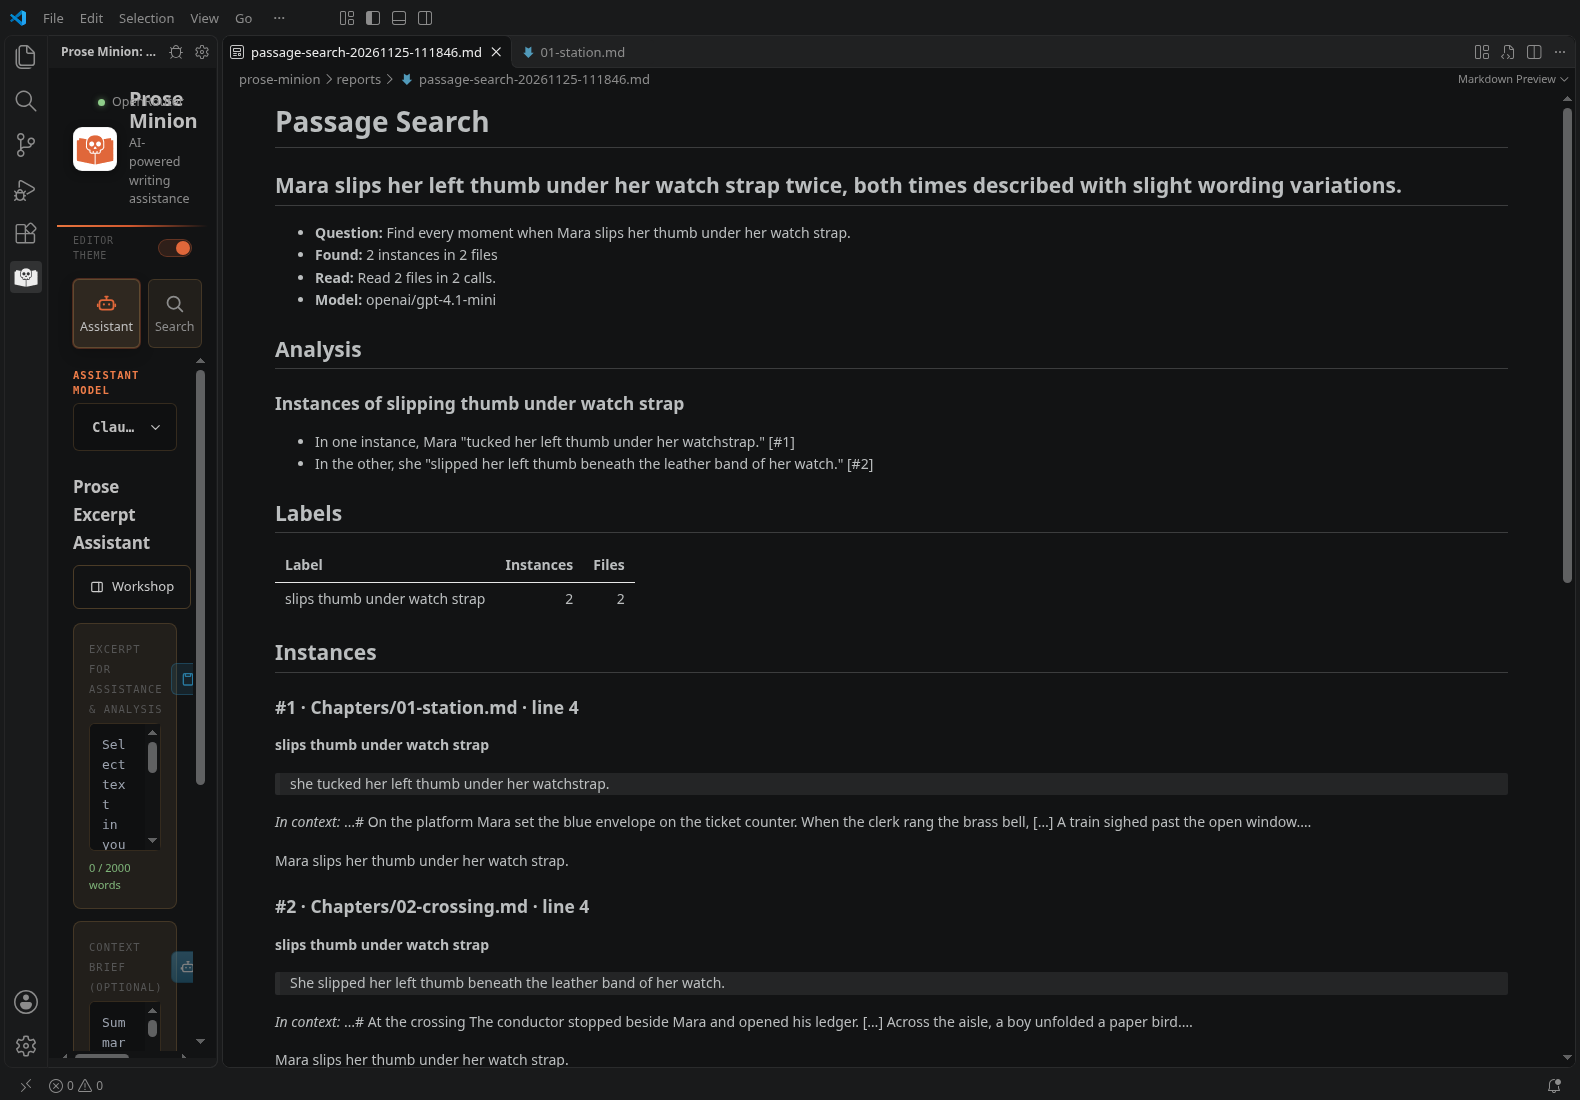 File Edit Selection View Go ···
Prose Minion: ...
passage-search-20261125-111846.md
01-station.md
prose-minion > reports > passage-search-20261125-111846.md
Markdown Preview
Prose Minion
AI-
powered
writing
assistance
EDITOR
THEME
Assistant
Search
ASSISTANT
MODEL
Clau...
Prose
Excerpt
Assistant
Workshop
EXCERPT
FOR
ASSISTANCE
& ANALYSIS
Sel
ect
tex
t
in
you
0 / 2000
words
CONTEXT
BRIEF
(OPTIONAL)
Sum
mar
Passage Search
Mara slips her left thumb under her watch strap twice, both times described with slight wording variations.
• Question: Find every moment when Mara slips her thumb under her watch strap.
• Found: 2 instances in 2 files
• Read: Read 2 files in 2 calls.
• Model: openai/gpt-4.1-mini
Analysis
Instances of slipping thumb under watch strap
• In one instance, Mara "tucked her left thumb under her watchstrap." [#1]
• In the other, she "slipped her left thumb beneath the leather band of her watch." [#2]
Labels
Label Instances Files
slips thumb under watch strap 2 2
Instances
#1 · Chapters/01-station.md · line 4
slips thumb under watch strap
she tucked her left thumb under her watchstrap.
In context: ...# On the platform Mara set the blue envelope on the ticket counter. When the clerk rang the brass bell, [...] A train sighed past the open window....
Mara slips her thumb under her watch strap.
#2 · Chapters/02-crossing.md · line 4
slips thumb under watch strap
She slipped her left thumb beneath the leather band of her watch.
In context: ...# At the crossing The conductor stopped beside Mara and opened his ledger. [...] Across the aisle, a boy unfolded a paper bird....
Mara slips her thumb under her watch strap.
0 0